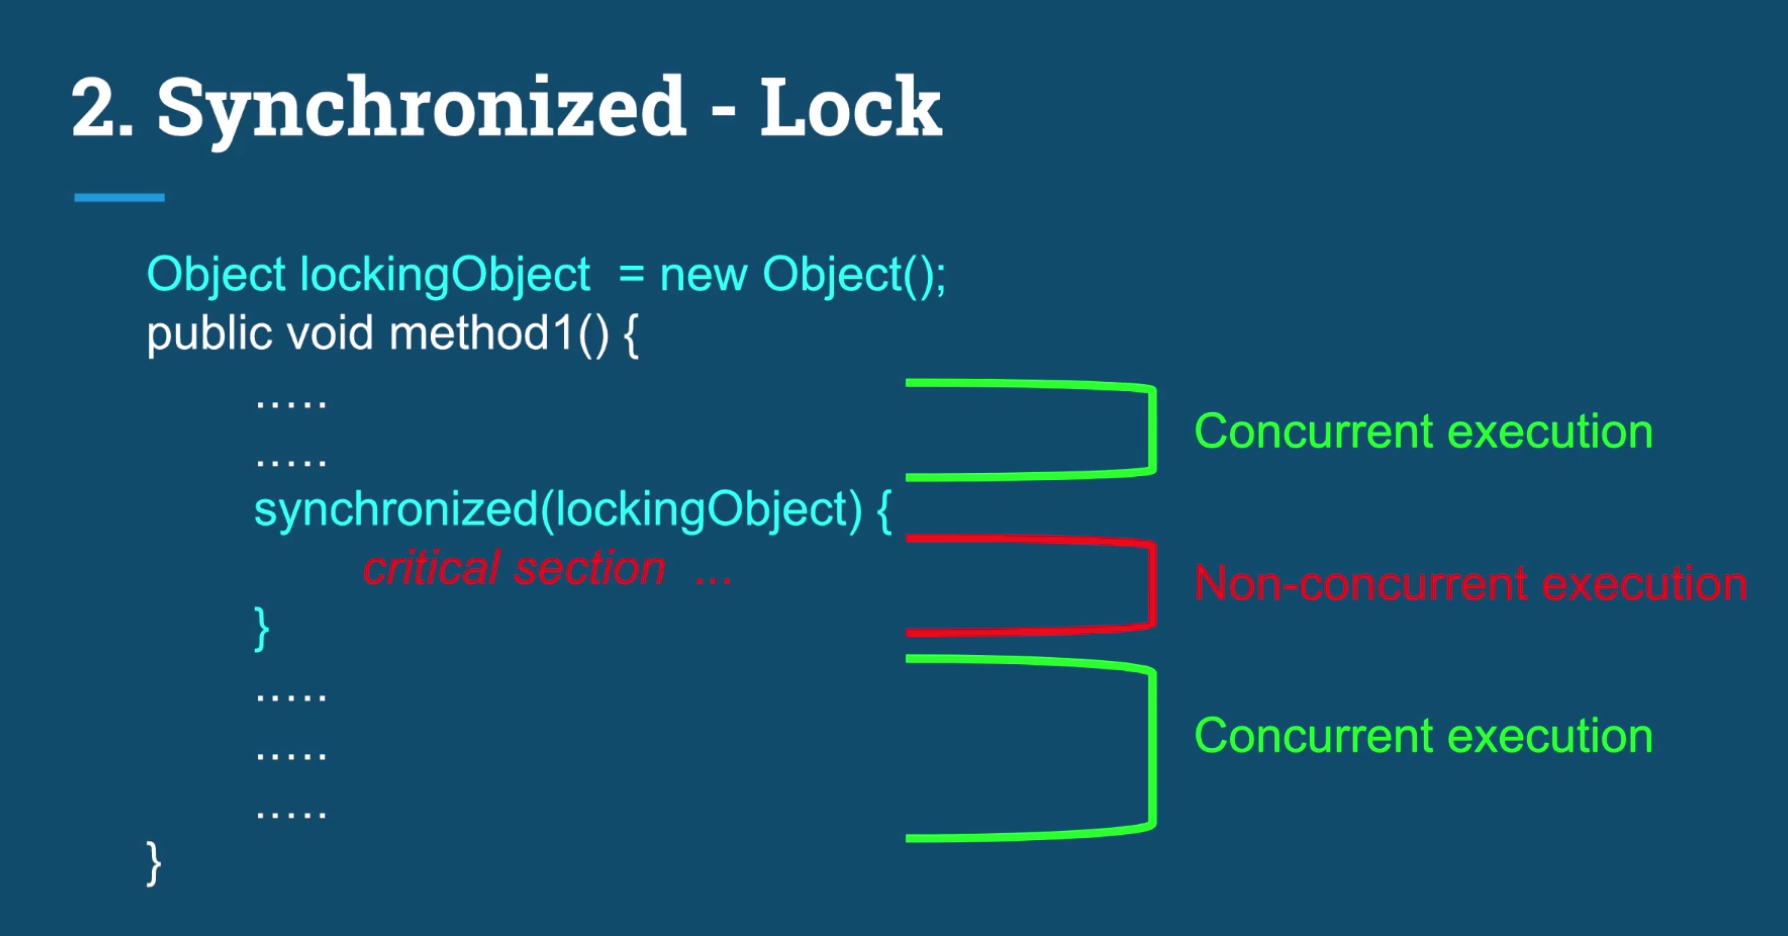 2. Synchronized - Lock
Object lockingObject  = new Object();
public void method1() {
.....
.....
Concurrent execution
synchronized(lockingObject) {
critical section  ...
Non-concurrent execution
}
.....
.....
Concurrent execution
.....
}